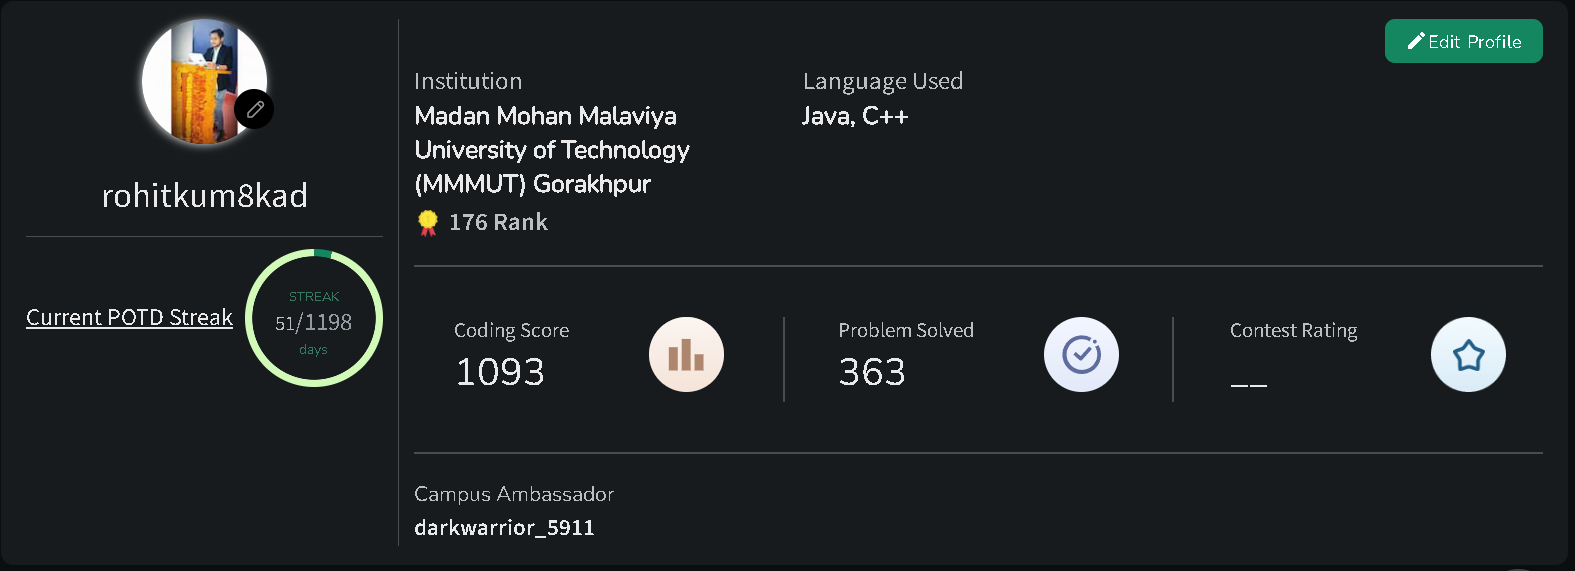 Edit Profile
Institution
Madan Mohan Malaviya
University of Technology
(MMMUT) Gorakhpur
176 Rank
Language Used
Java, C++
rohitkum8kad
Current POTD Streak
STREAK
51/1198
days
Coding Score
1093
Problem Solved
363
Contest Rating
__
Campus Ambassador
darkwarrior_5911